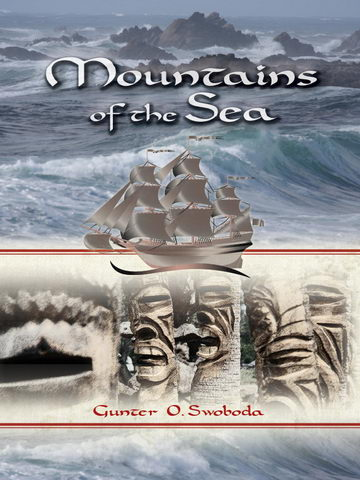 Mountains
of the Sea
Gunter O. Swoboda